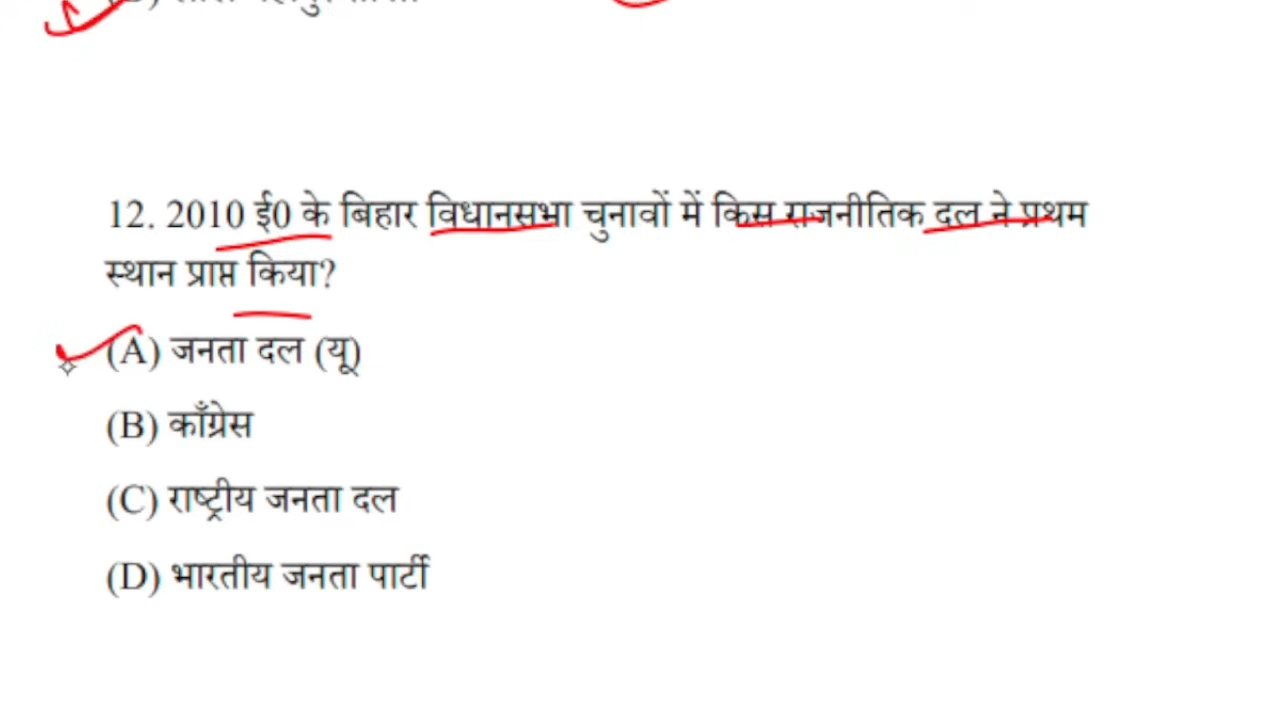 12. 2010 ई0 के बिहार विधानसभा चुनावों में किस राजनीतिक दल ने प्रथम
स्थान प्राप्त किया?
(A) जनता दल (यू)
(B) काँग्रेस
(C) राष्ट्रीय जनता दल
(D) भारतीय जनता पार्टी